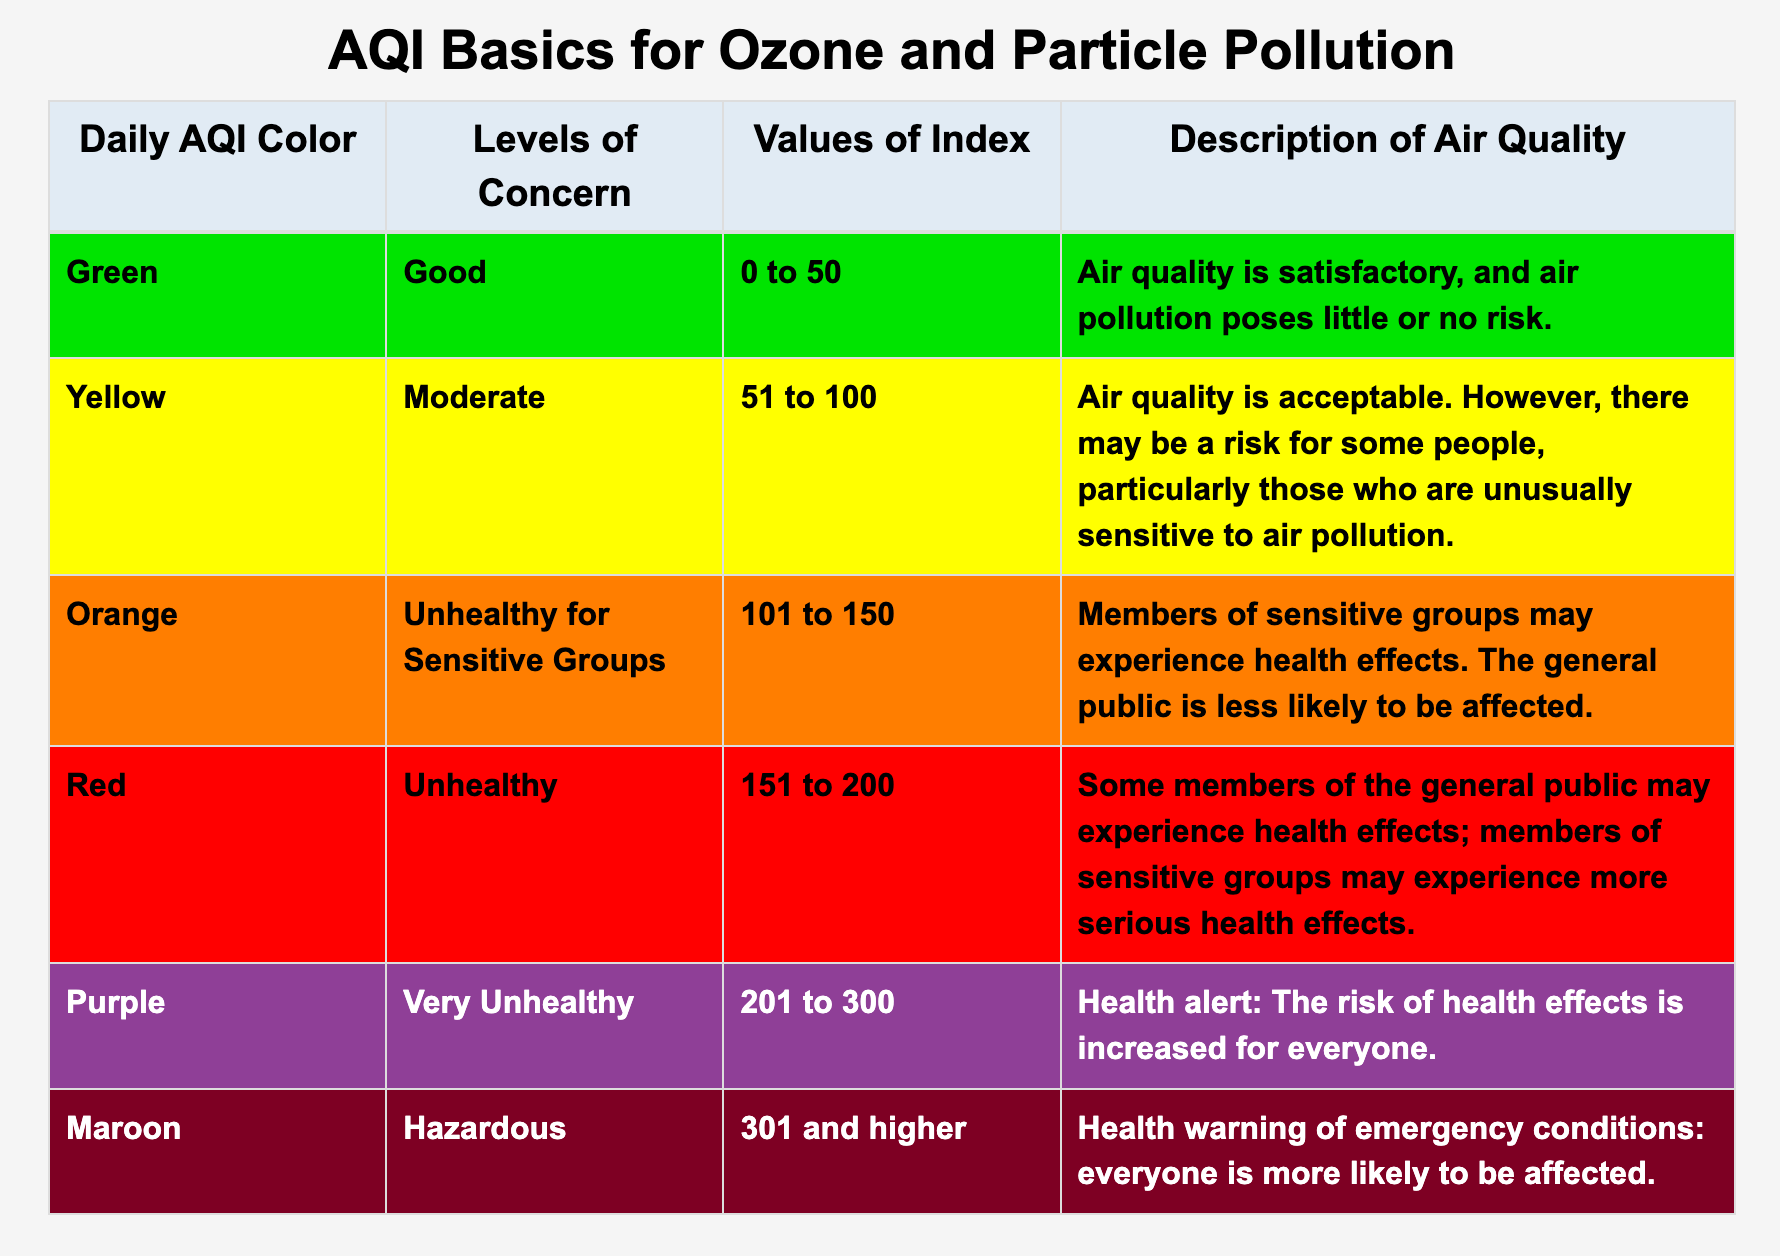 AQI Basics for Ozone and Particle Pollution
Daily AQI Color
Levels of
Concern
Values of Index
Description of Air Quality
Green
Good
0 to 50
Air quality is satisfactory, and air
pollution poses little or no risk.
Yellow
Moderate
51 to 100
Air quality is acceptable. However, there
may be a risk for some people,
particularly those who are unusually
sensitive to air pollution.
Orange
Unhealthy for
Sensitive Groups
101 to 150
Members of sensitive groups may
experience health effects. The general
public is less likely to be affected.
Red
Unhealthy
151 to 200
Some members of the general public may
experience health effects; members of
sensitive groups may experience more
serious health effects.
Purple
Very Unhealthy
201 to 300
Health alert: The risk of health effects is
increased for everyone.
Maroon
Hazardous
301 and higher
Health warning of emergency conditions:
everyone is more likely to be affected.